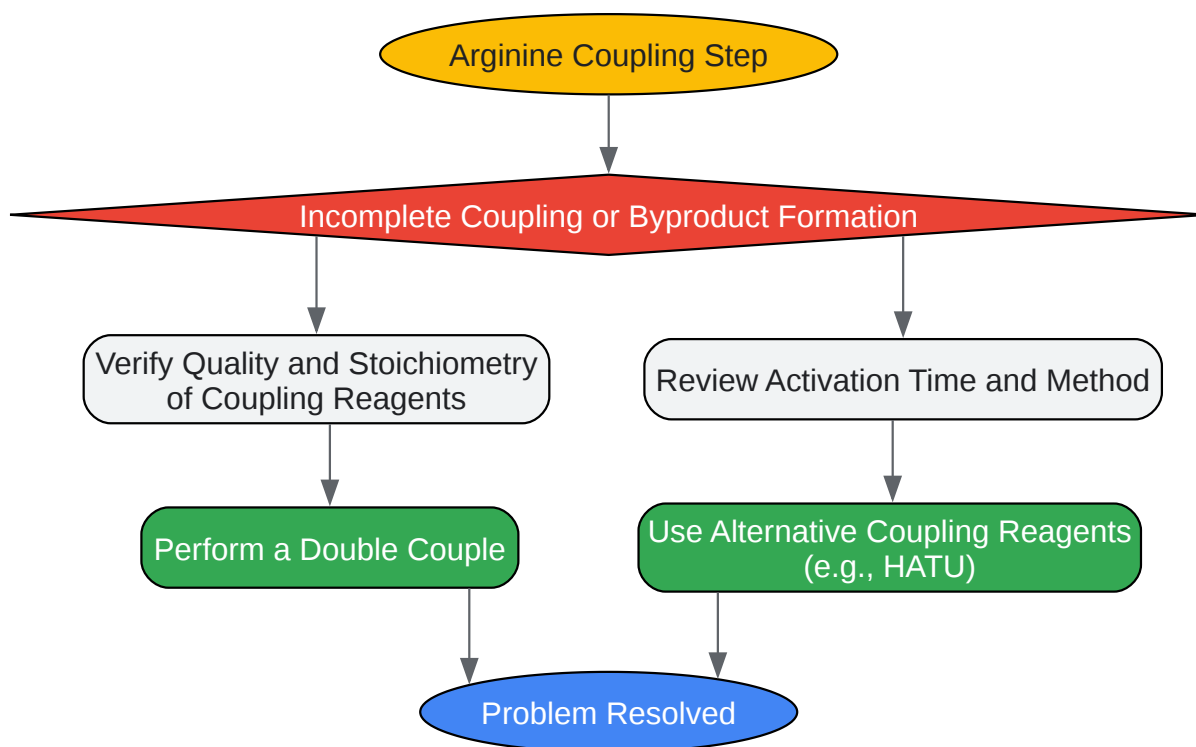 Arginine Coupling Step
Incomplete Coupling or Byproduct Formation
Verify Quality and Stoichiometry
of Coupling Reagents
Review Activation Time and Method
Perform a Double Couple
Use Alternative Coupling Reagents
(e.g., HATU)
Problem Resolved